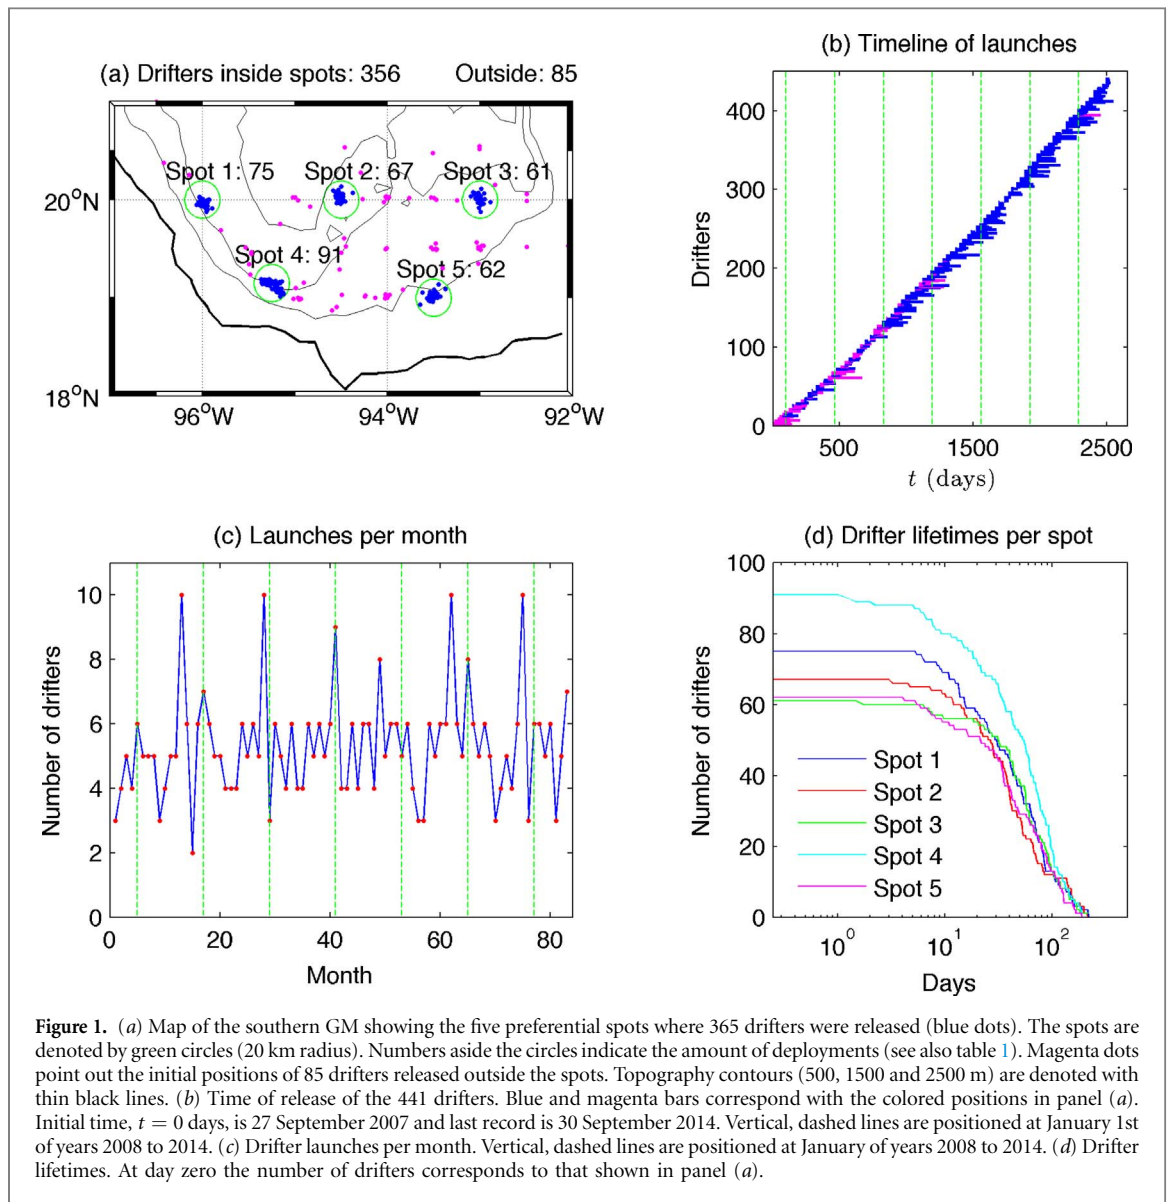 (a) Drifters inside spots: 356 Outside: 85
Spot 1: 75 Spot 2: 67 Spot 3: 61
20°N
Spot 4: 91
Spot 5: 62
18°N
96°W 94°W 92°W
(b) Timeline of launches
400
300
200
100
0
Drifters
500 1500 2500
t (days)
(c) Launches per month
10
8
6
4
2
0
Number of drifters
0 20 40 60 80
Month
(d) Drifter lifetimes per spot
100
80
60
40
20
0
Number of drifters
Spot 1
Spot 2
Spot 3
Spot 4
Spot 5
10⁰ 10¹ 10²
Days
Figure 1. (a) Map of the southern GM showing the five preferential spots where 365 drifters were released (blue dots). The spots are
denoted by green circles (20 km radius). Numbers aside the circles indicate the amount of deployments (see also table 1). Magenta dots
point out the initial positions of 85 drifters released outside the spots. Topography contours (500, 1500 and 2500 m) are denoted with
thin black lines. (b) Time of release of the 441 drifters. Blue and magenta bars correspond with the colored positions in panel (a).
Initial time, t = 0 days, is 27 September 2007 and last record is 30 September 2014. Vertical, dashed lines are positioned at January 1st
of years 2008 to 2014. (c) Drifter launches per month. Vertical, dashed lines are positioned at January of years 2008 to 2014. (d) Drifter
lifetimes. At day zero the number of drifters corresponds to that shown in panel (a).